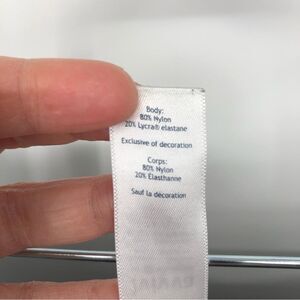 Body:
80% Nylon
20% Lycra® elastane
Exclusive of decoration
Corps:
80% Nylon
20% Elasthanne
Sauf la décoration